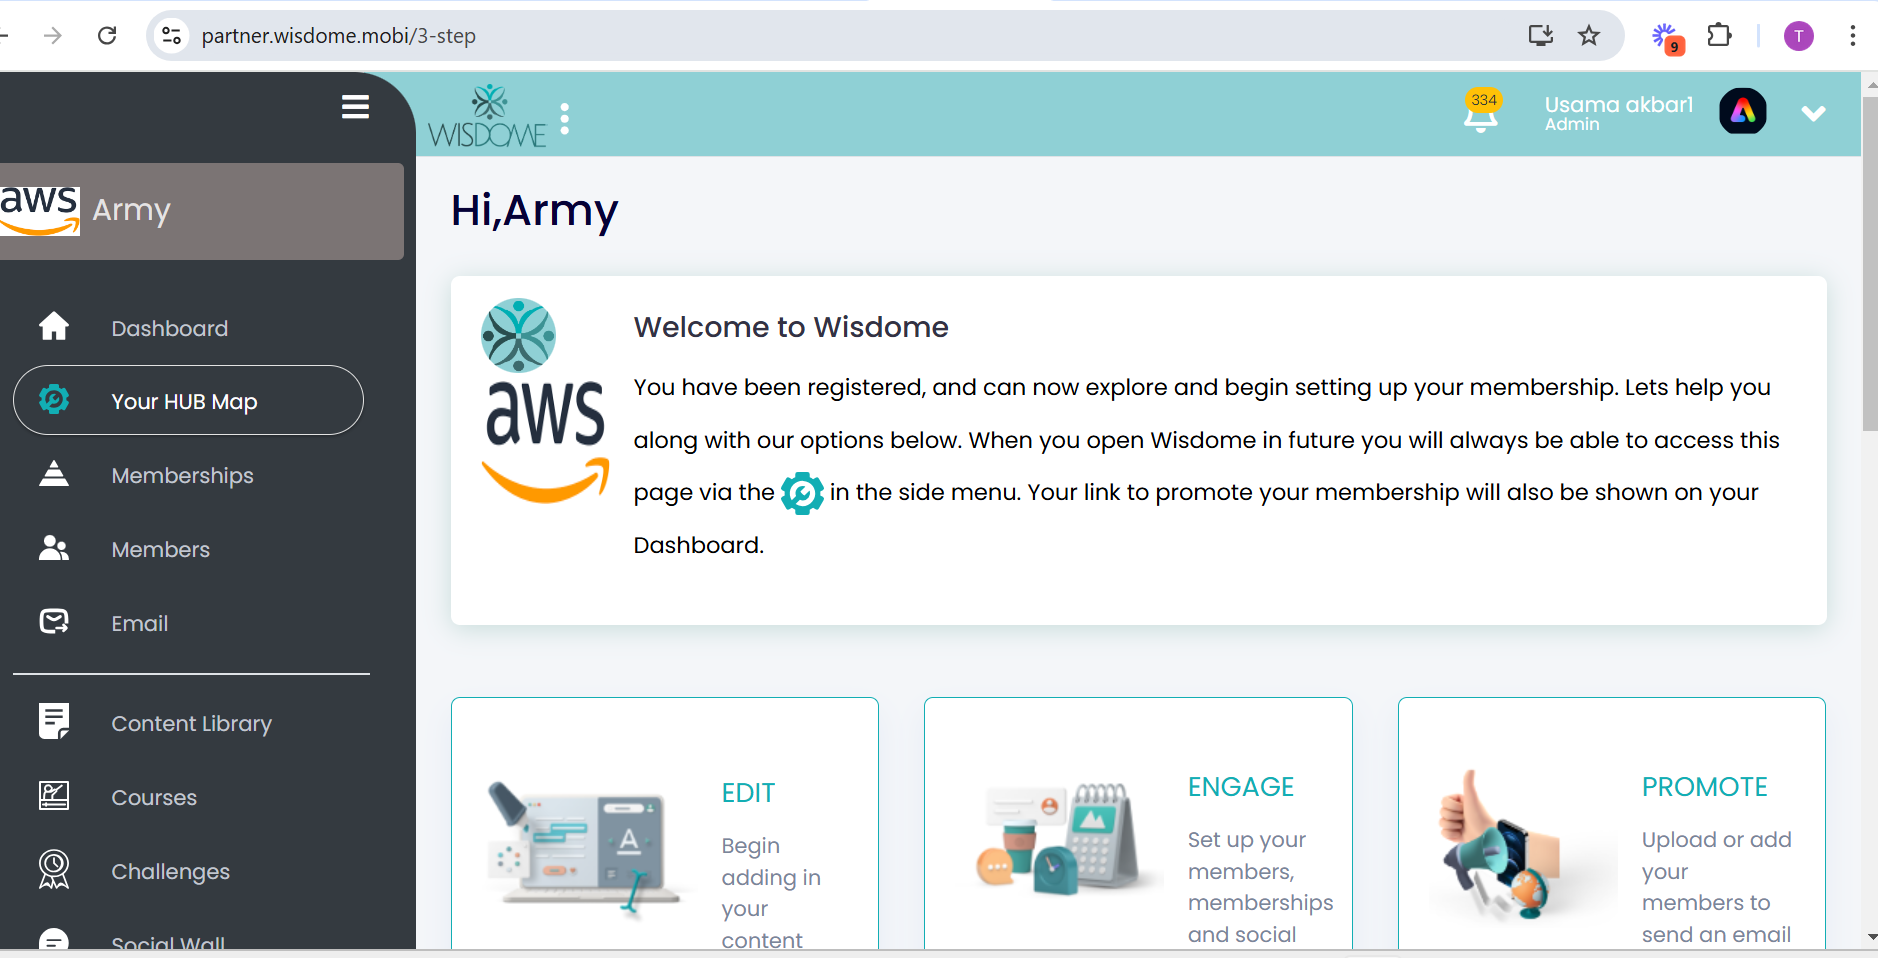 partner.wisdome.mobi/3-step
9
T
WISDOME
334
Usama akbar1
Admin
aws
Army
Hi,Army
Dashboard
Your HUB Map
Memberships
Members
Email
Content Library
Courses
Challenges
Social Wall
aws
Welcome to Wisdome
You have been registered, and can now explore and begin setting up your membership. Lets help you
along with our options below. When you open Wisdome in future you will always be able to access this
page via the in the side menu. Your link to promote your membership will also be shown on your
Dashboard.
A
EDIT
Begin
adding in
your
content
ENGAGE
Set up your
members,
memberships
and social
PROMOTE
Upload or add
your
members to
send an email